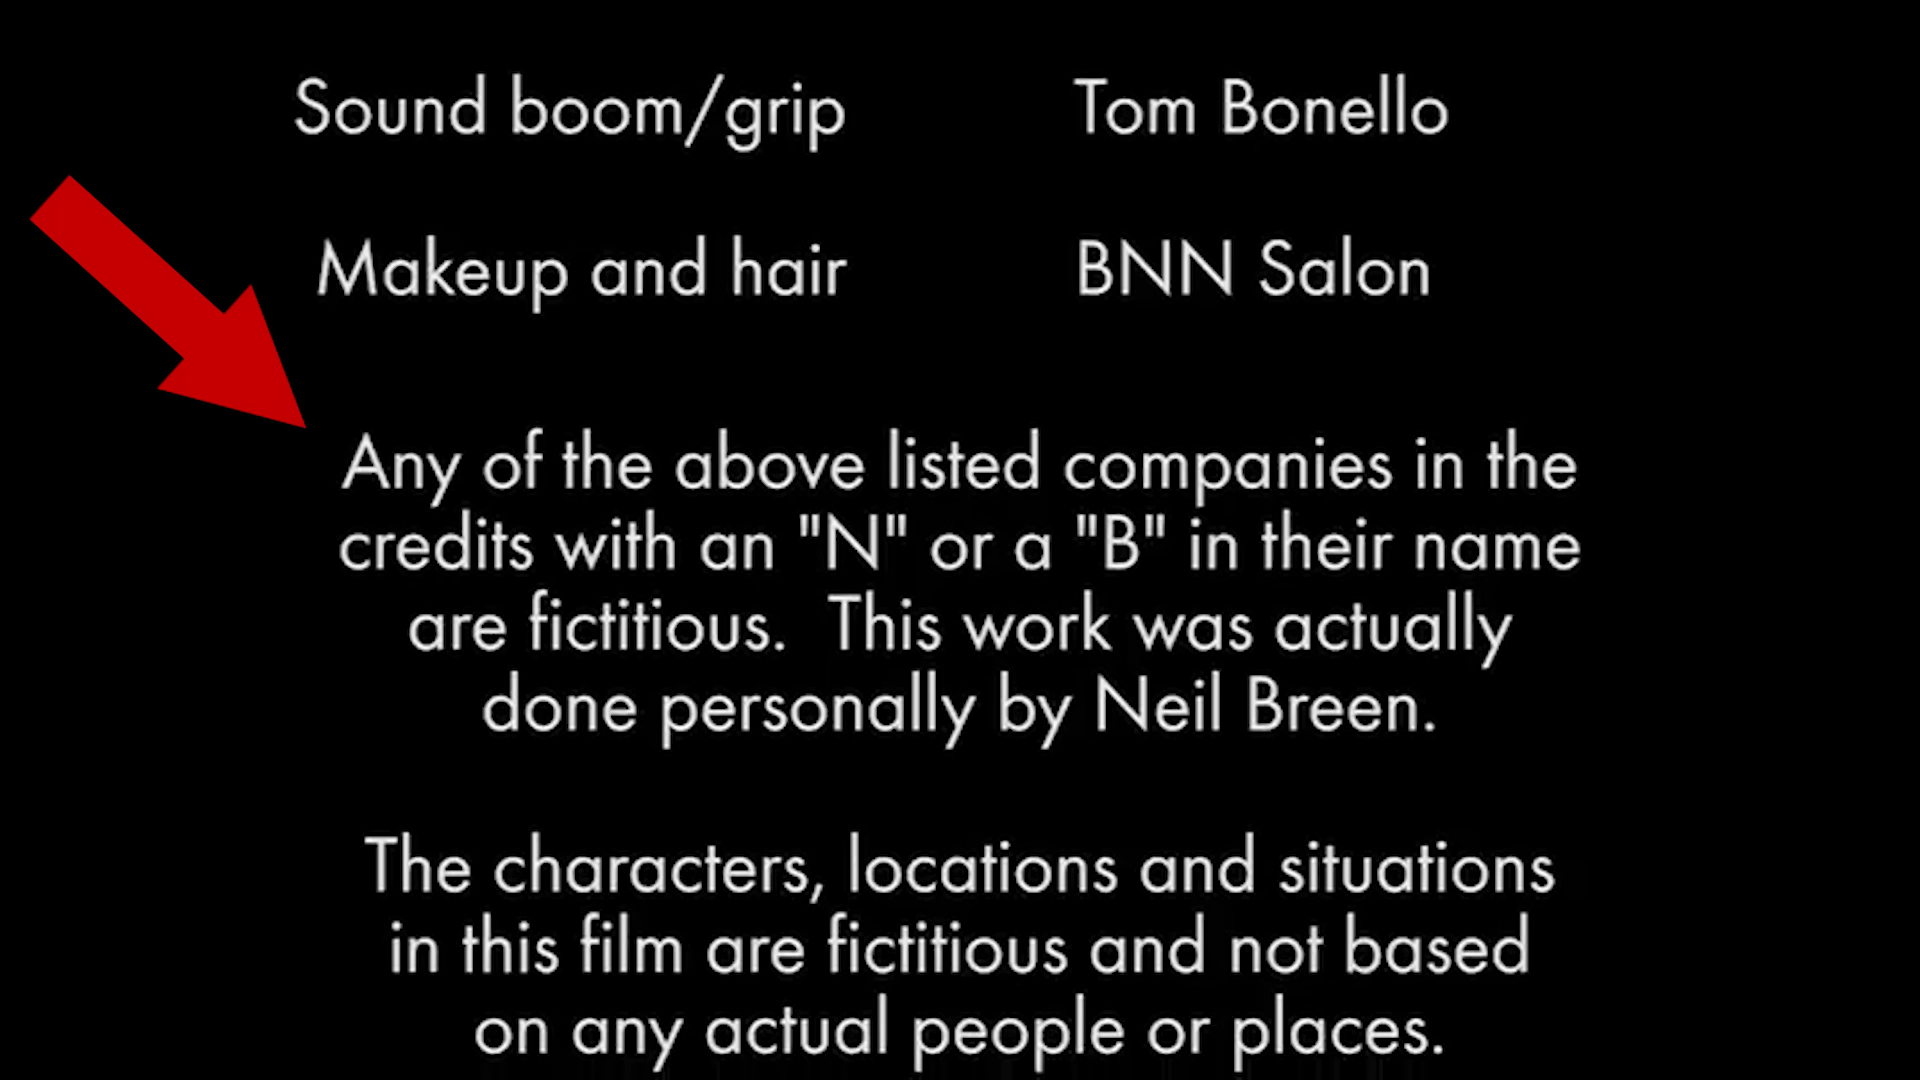 Sound boom/grip Tom Bonello
Makeup and hair BNN Salon
Any of the above listed companies in the
credits with an "N" or a "B" in their name
are fictitious.  This work was actually
done personally by Neil Breen.
The characters, locations and situations
in this film are fictitious and not based
on any actual people or places.